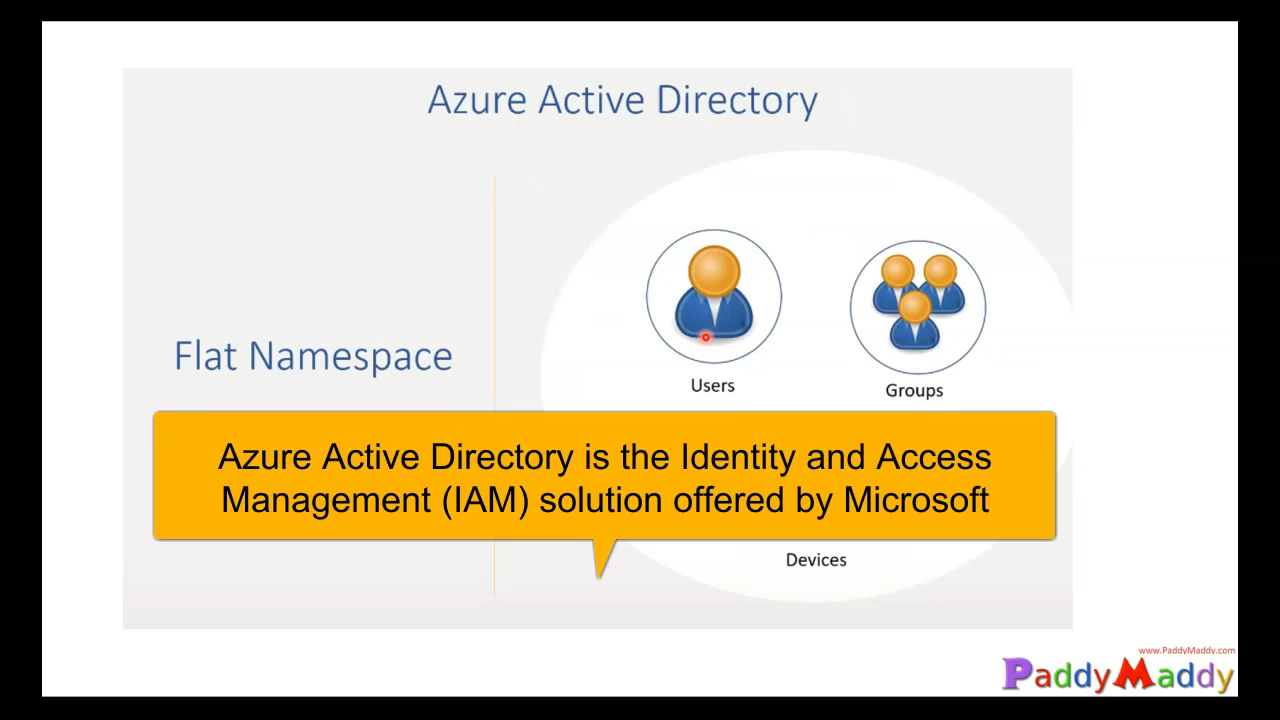 Azure Active Directory
Flat Namespace
Users
Groups
Azure Active Directory is the Identity and Access
Management (IAM) solution offered by Microsoft
Devices
www.PaddyMaddy.com
PaddyMaddy